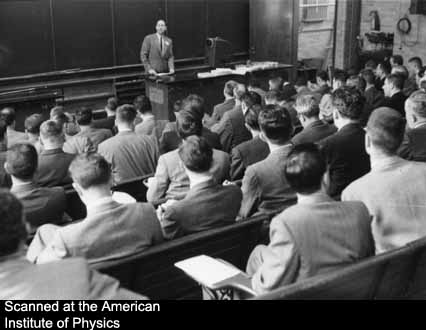 Scanned at the American
Institute of Physics